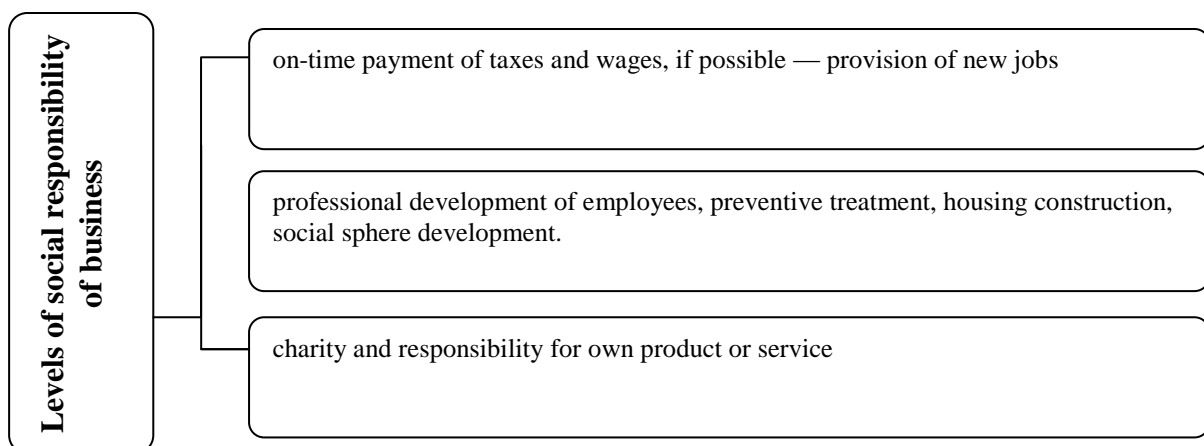 Levels of social responsibility
of business
on-time payment of taxes and wages, if possible — provision of new jobs
professional development of employees, preventive treatment, housing construction,
social sphere development.
charity and responsibility for own product or service